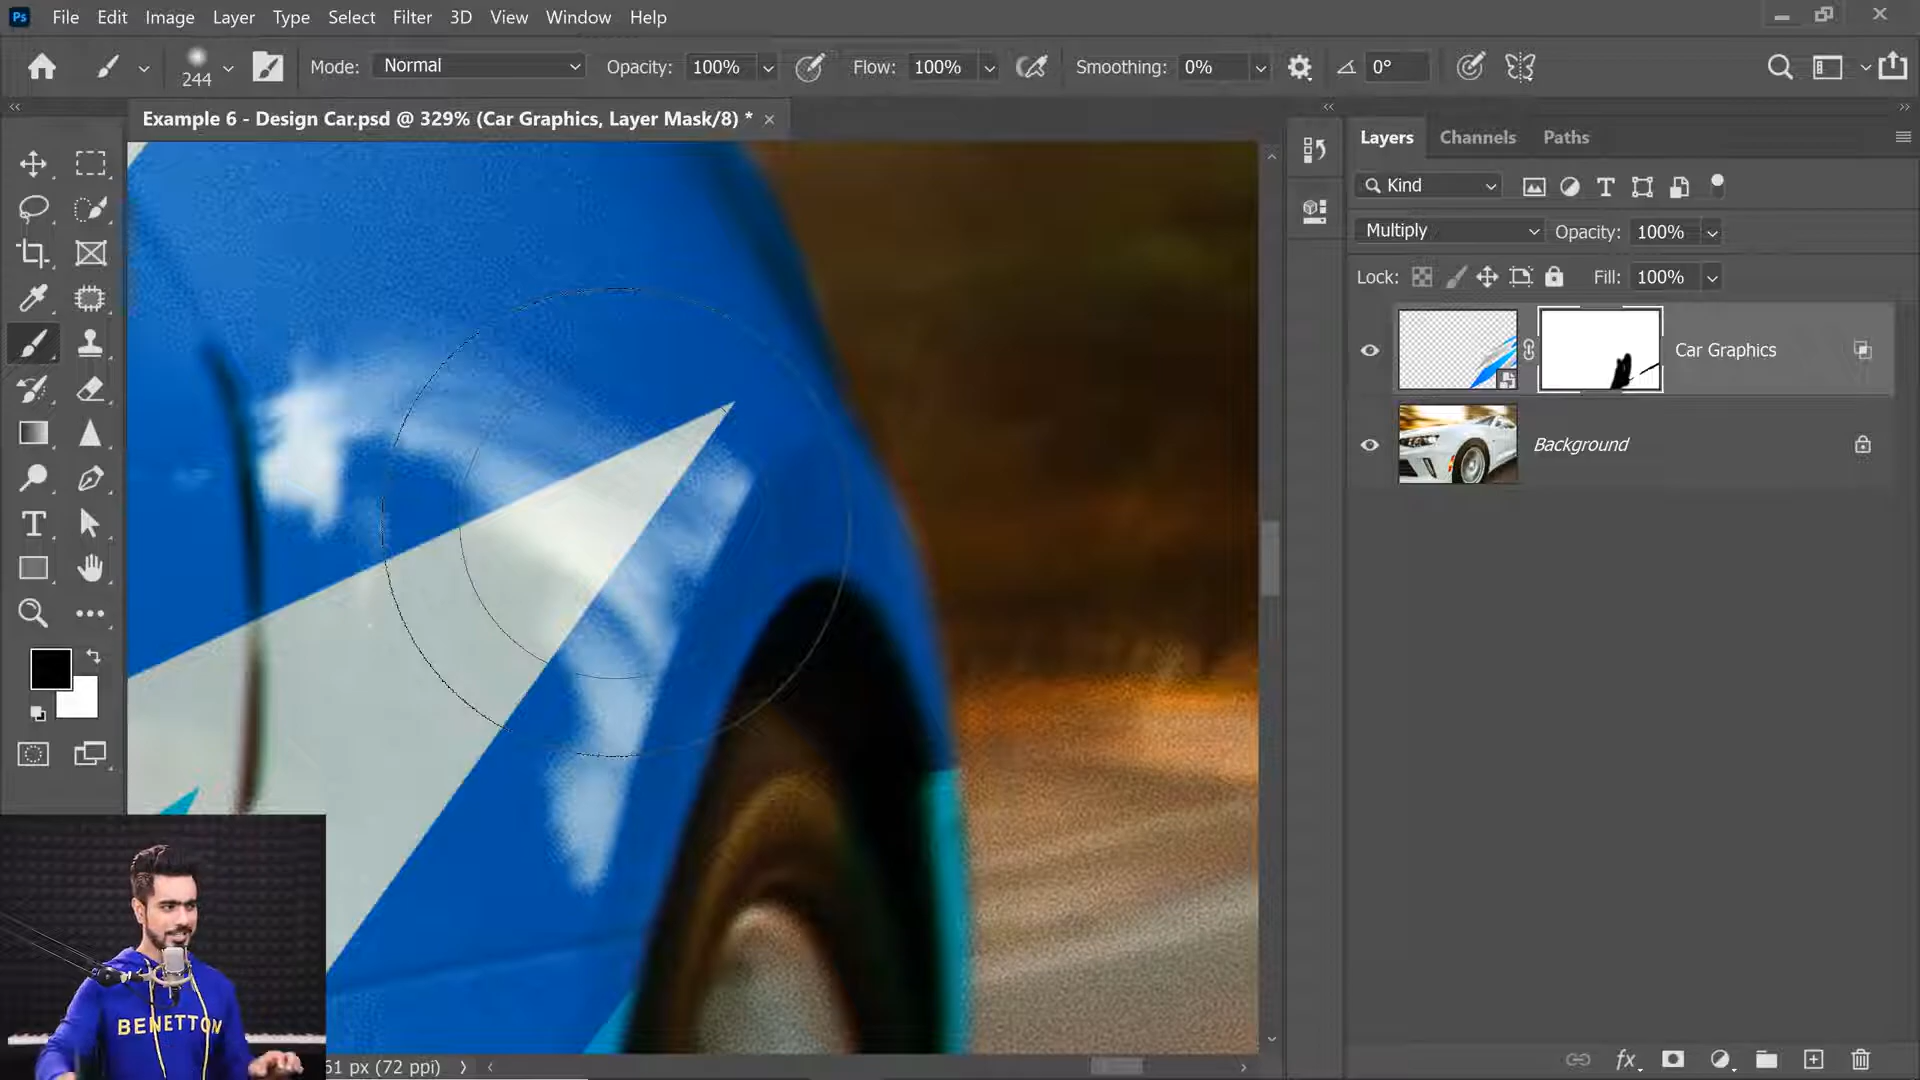 Ps File Edit Image Layer Type Select Filter 3D View Window Help
244 Mode: Normal Opacity: 100% Flow: 100% Smoothing: 0% 0°
Example 6 - Design Car.psd @ 329% (Car Graphics, Layer Mask/8) *
Layers Channels Paths
Kind
Multiply Opacity: 100%
Lock: Fill: 100%
Car Graphics
Background
BENETTON
61 px (72 ppi)
fx